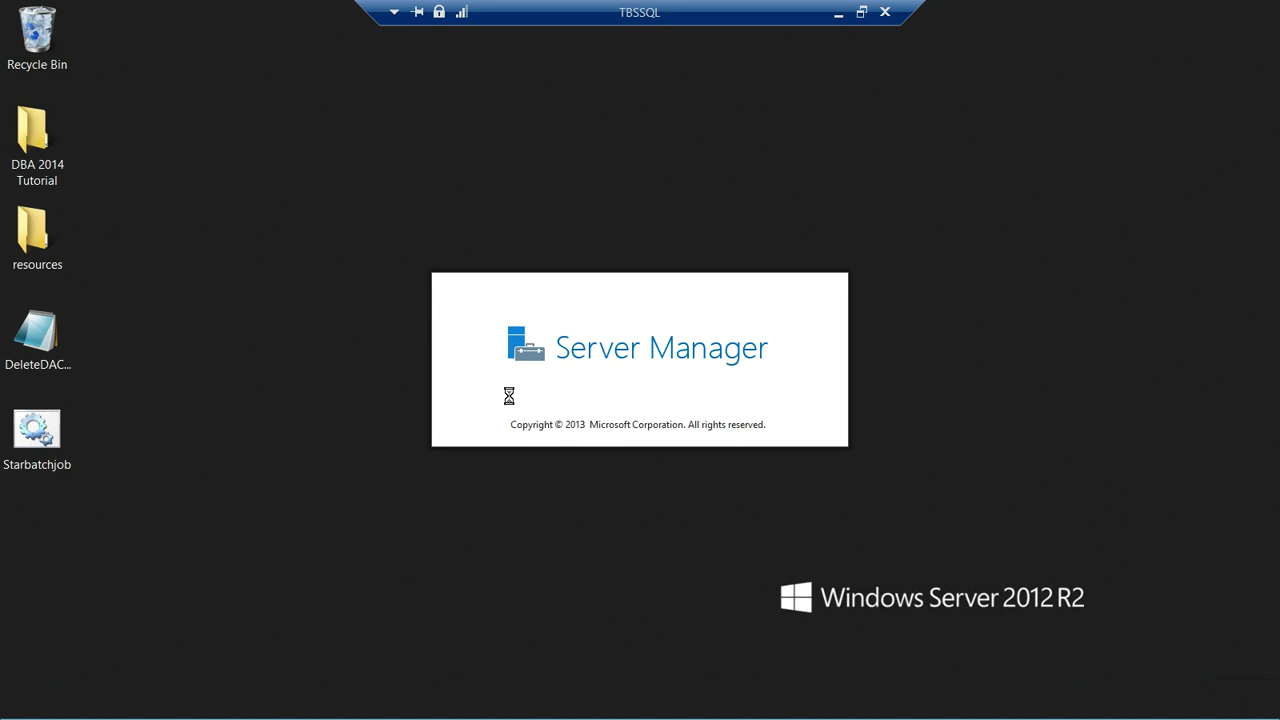 TBSSQL
Recycle Bin
DBA 2014
Tutorial
resources
DeleteDAC...
Starbatchjob
Server Manager
Copyright © 2013 Microsoft Corporation. All rights reserved.
Windows Server 2012 R2